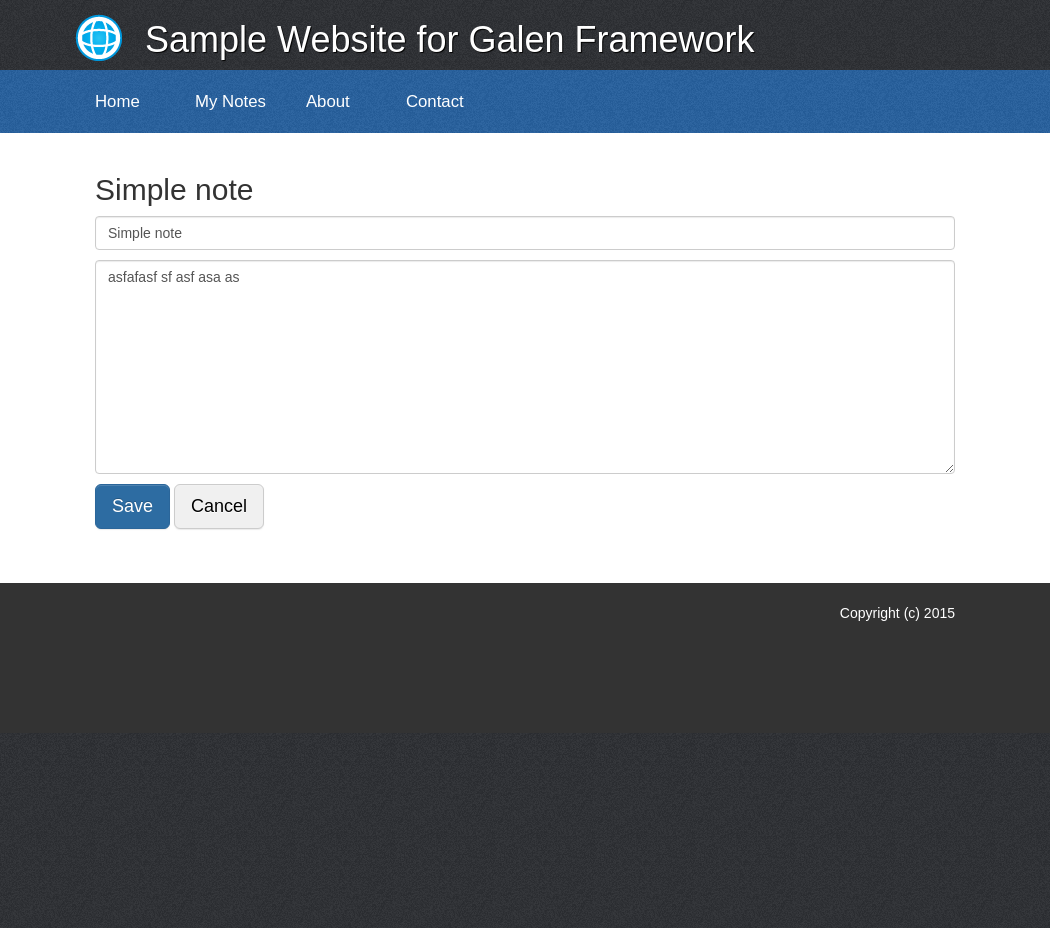 Sample Website for Galen Framework
Home My Notes About Contact
Simple note
Simple note
asfafasf sf asf asa as
Save Cancel
Copyright (c) 2015